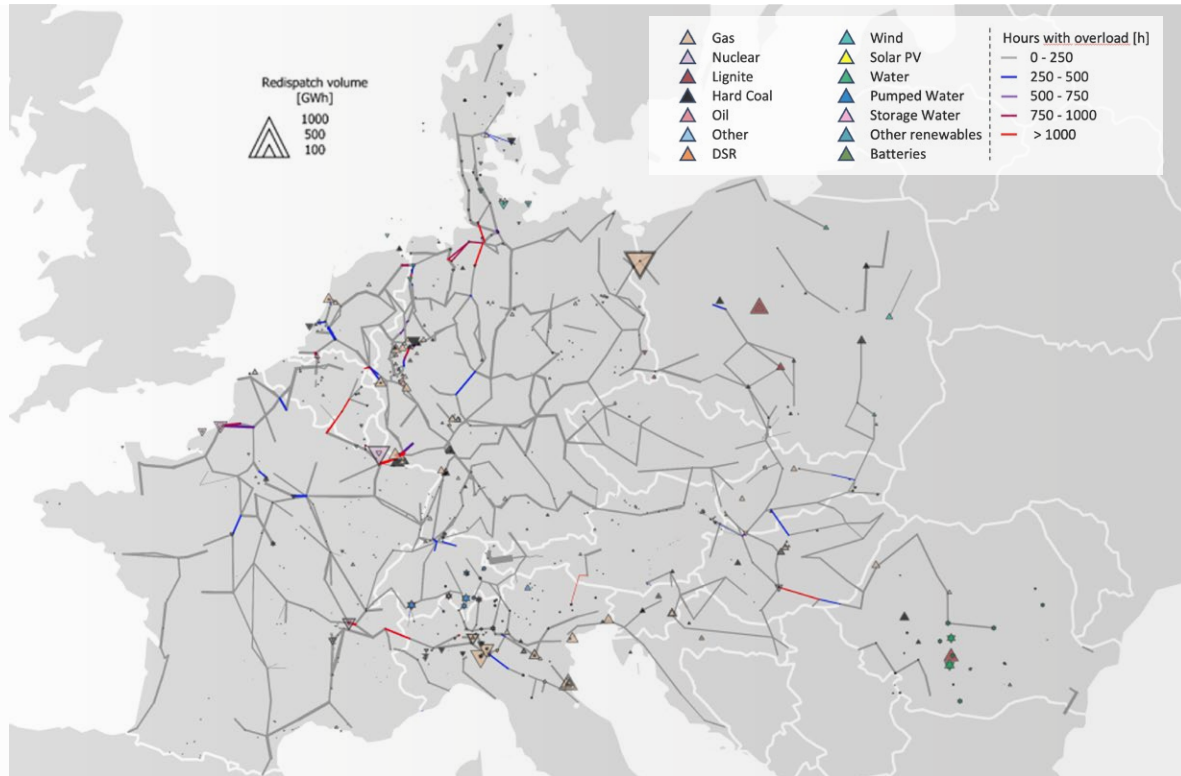 Redispatch volume
[GWh]
1000
500
100
Gas
Nuclear
Lignite
Hard Coal
Oil
Other
DSR
Wind
Solar PV
Water
Pumped Water
Storage Water
Other renewables
Batteries
Hours with overload [h]
0 - 250
250 - 500
500 - 750
750 - 1000
> 1000